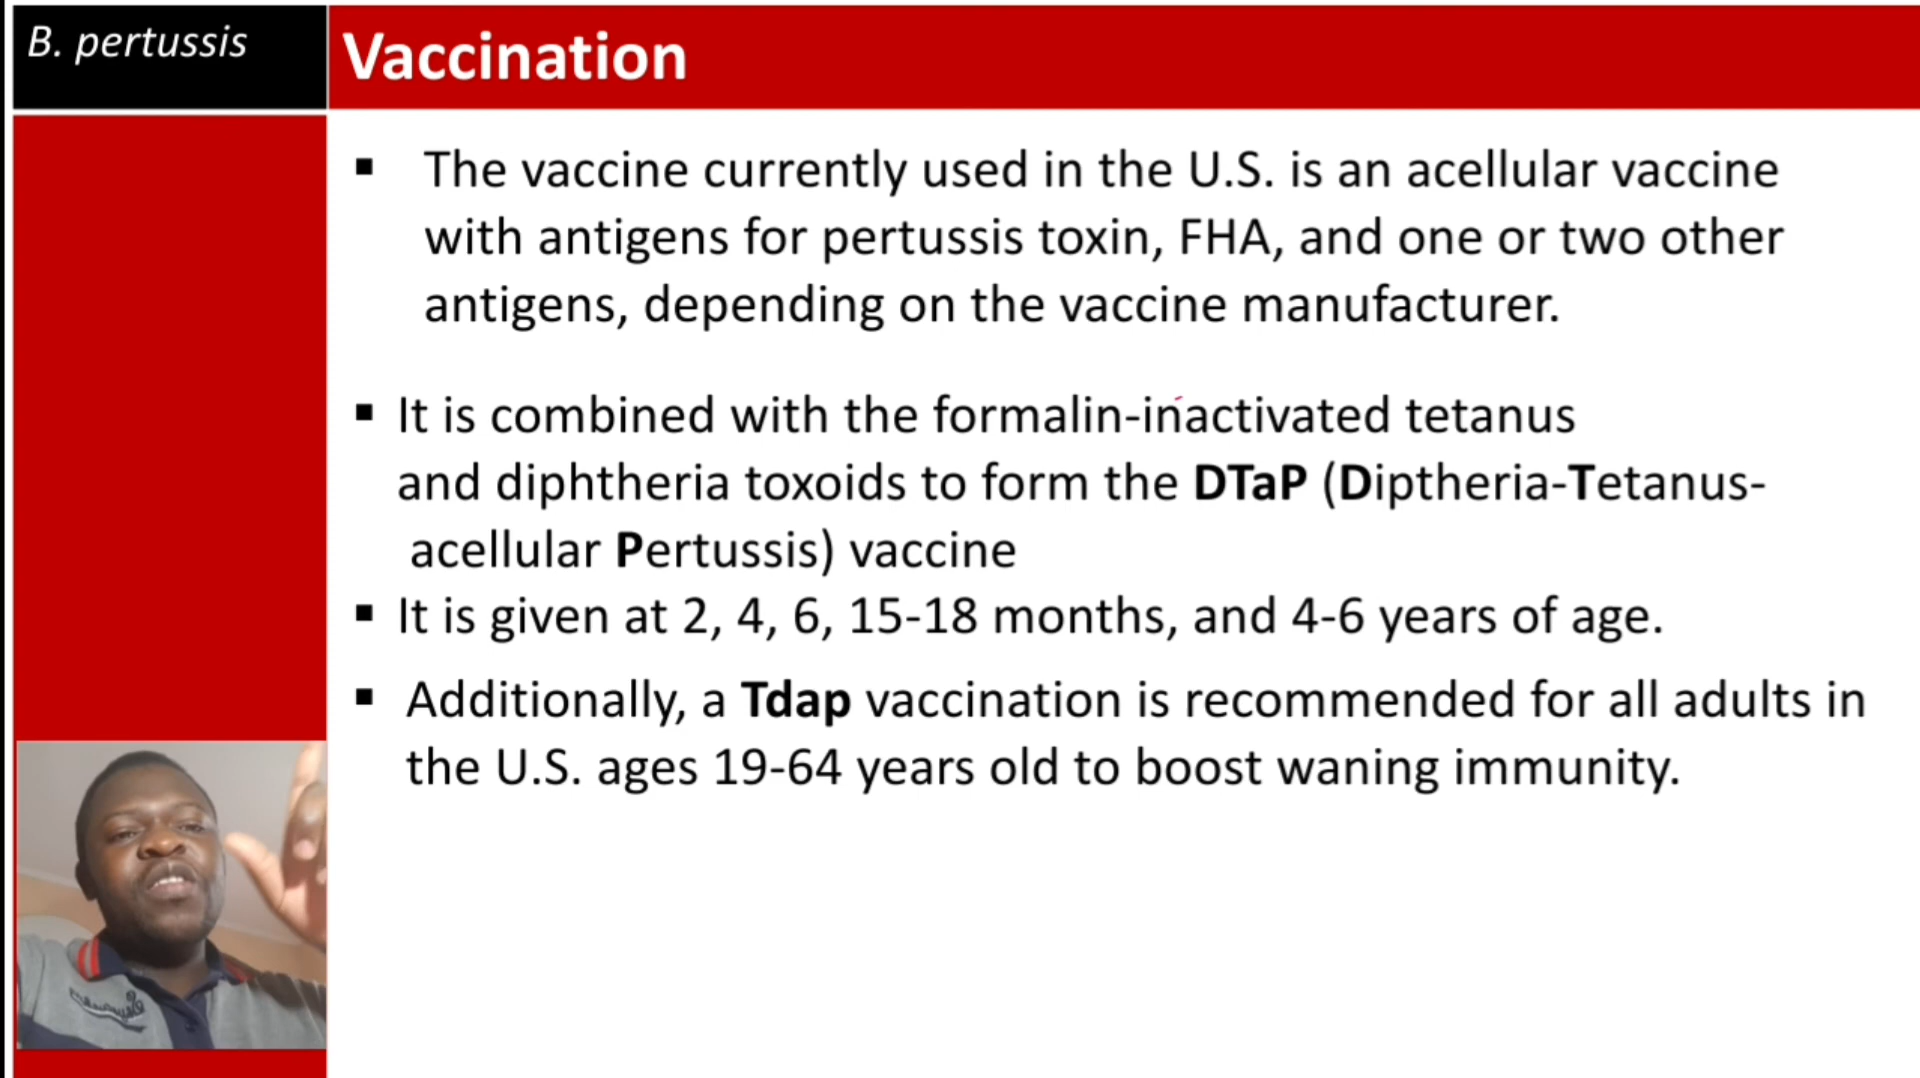 B. pertussis
Vaccination
▪ The vaccine currently used in the U.S. is an acellular vaccine
with antigens for pertussis toxin, FHA, and one or two other
antigens, depending on the vaccine manufacturer.
▪ It is combined with the formalin-inactivated tetanus
and diphtheria toxoids to form the DTaP (Diptheria-Tetanus-
acellular Pertussis) vaccine
▪ It is given at 2, 4, 6, 15-18 months, and 4-6 years of age.
▪ Additionally, a Tdap vaccination is recommended for all adults in
the U.S. ages 19-64 years old to boost waning immunity.